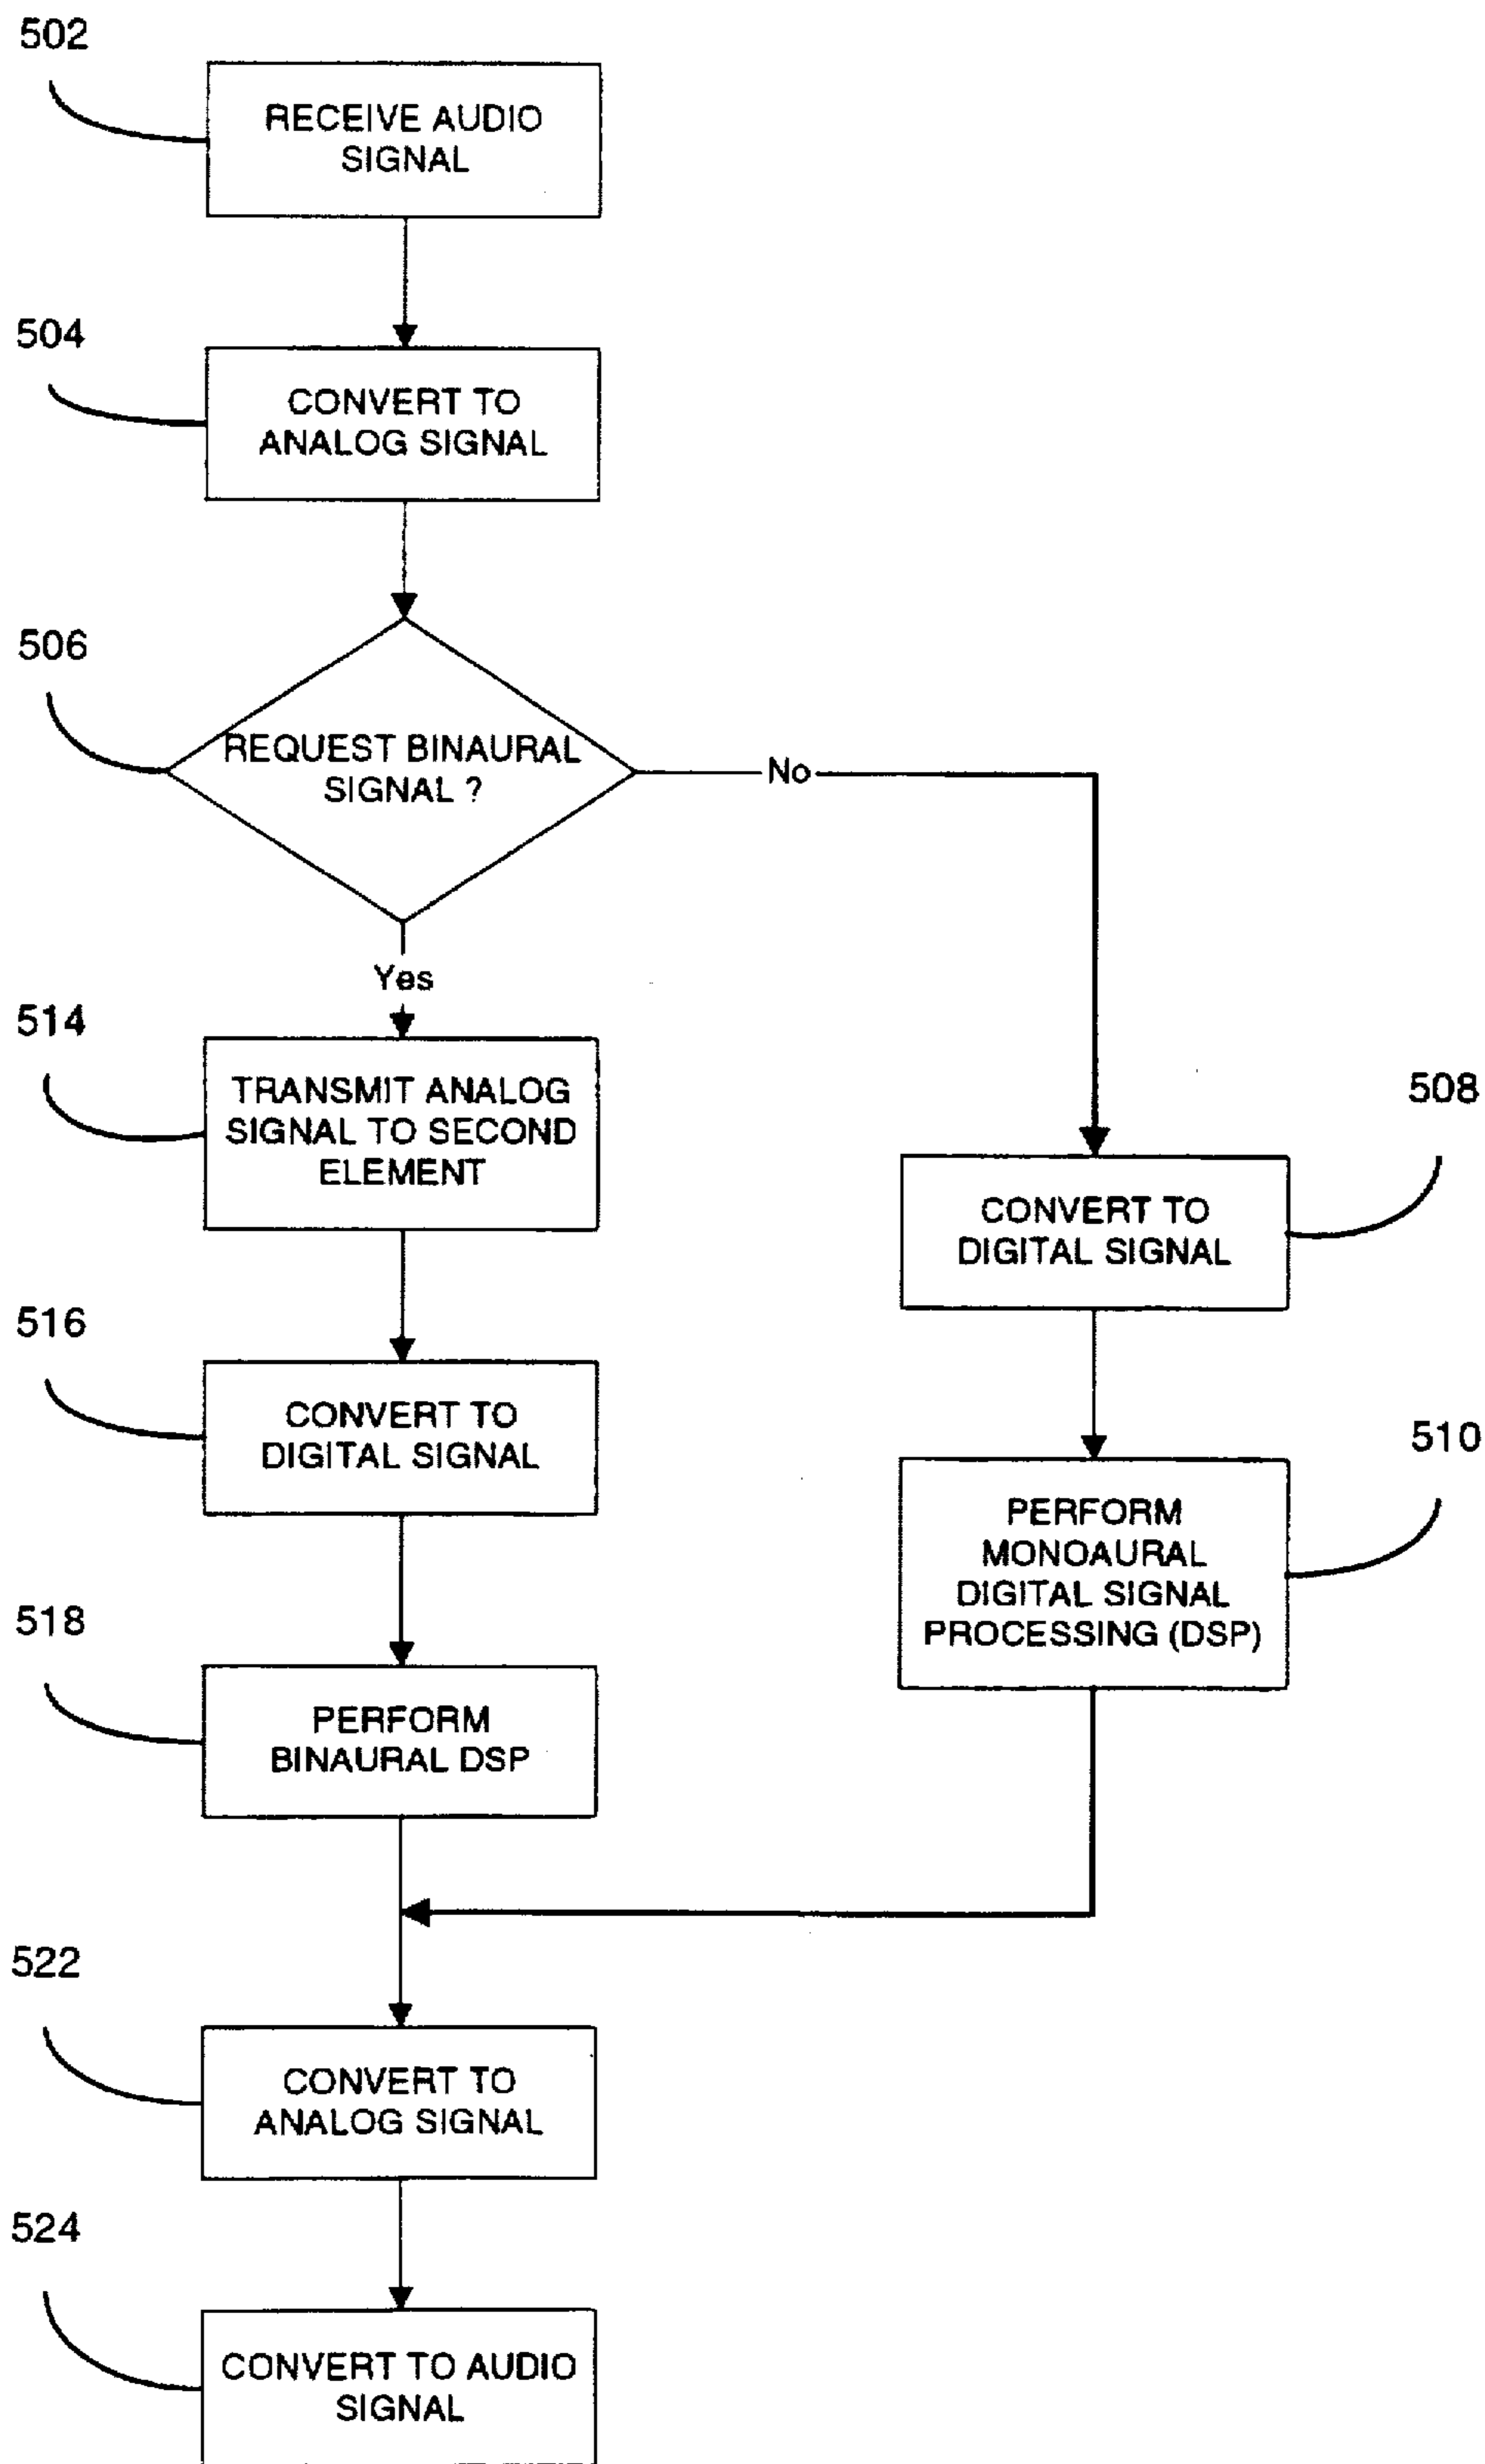 502
RECEIVE AUDIO
SIGNAL
504
CONVERT TO
ANALOG SIGNAL
506
REQUEST BINAURAL
SIGNAL ?
No
Yes
514
TRANSMIT ANALOG
SIGNAL TO SECOND
ELEMENT
508
CONVERT TO
DIGITAL SIGNAL
516
CONVERT TO
DIGITAL SIGNAL
510
PERFORM
MONOAURAL
DIGITAL SIGNAL
PROCESSING (DSP)
518
PERFORM
BINAURAL DSP
522
CONVERT TO
ANALOG SIGNAL
524
CONVERT TO AUDIO
SIGNAL